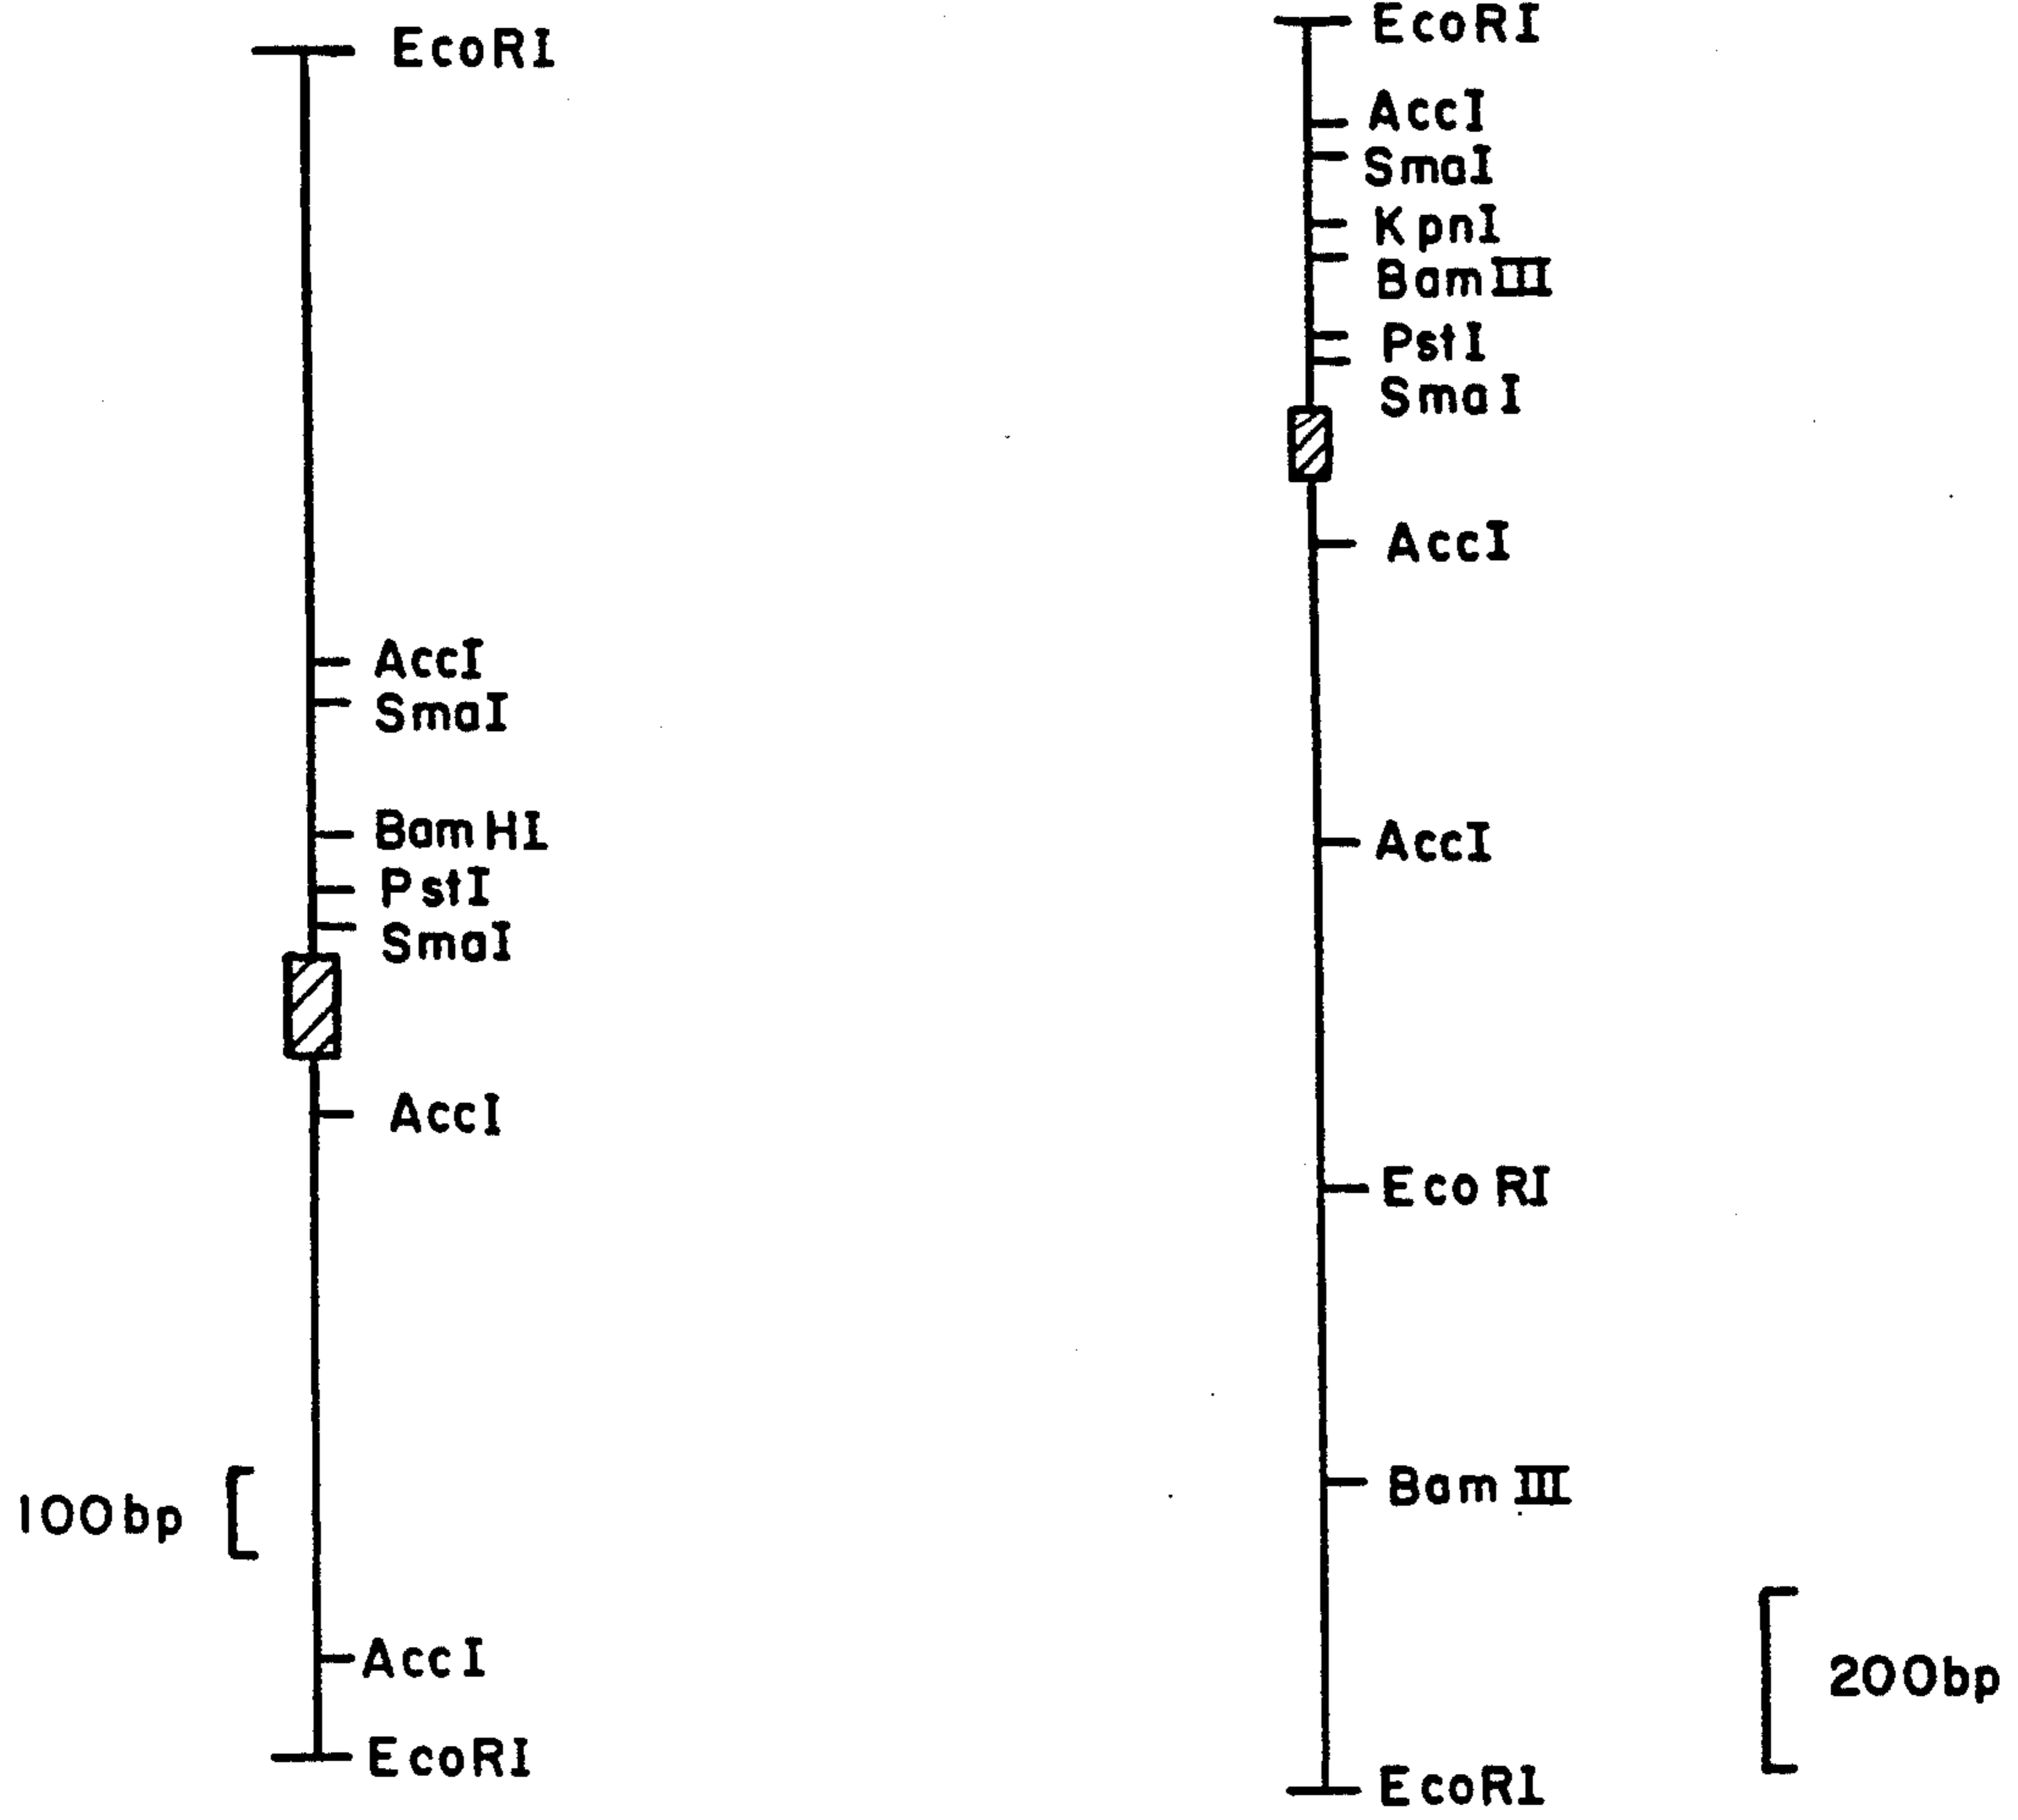 EcoRI
AccI
SmaI
BamHI
PstI
SmaI
AccI
100bp
AccI
EcoRI
EcoRI
AccI
SmaI
KpnI
BamIII
PstI
SmaI
AccI
AccI
EcoRI
BamIII
200bp
EcoRI